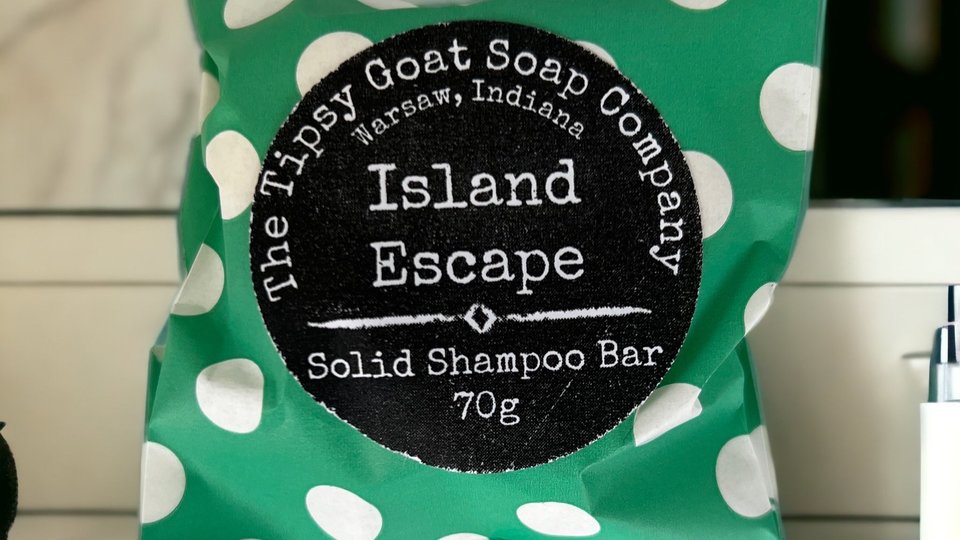 The Tipsy Goat Soap Company
Warsaw, Indiana
Island
Escape
Solid Shampoo Bar
70g